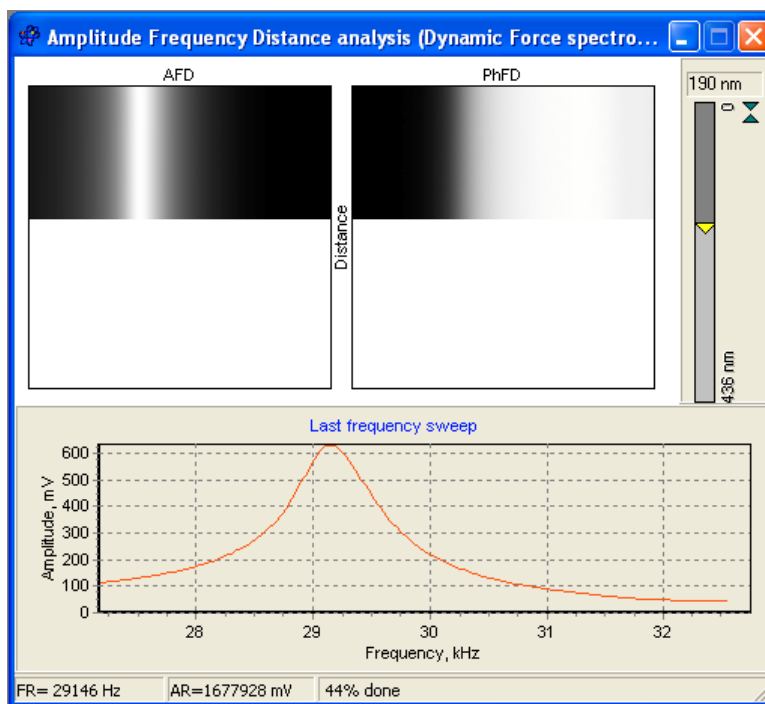 Amplitude Frequency Distance analysis (Dynamic Force spectro...
AFD
PhFD
190 nm
0
Distance
436 nm
Last frequency sweep
Amplitude, mV
600
500
400
300
200
100
0
28
29
30
31
32
Frequency, kHz
FR= 29146 Hz
AR=1677928 mV
44% done